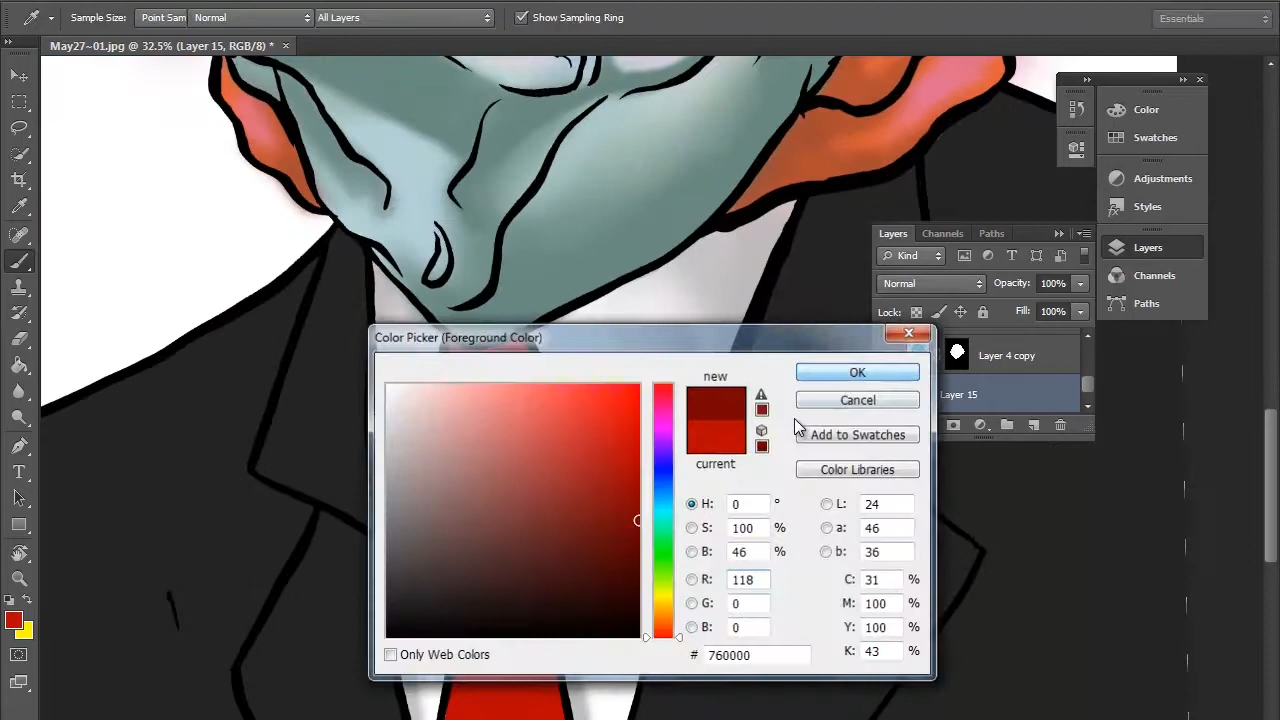 Sample Size: Point Sam Normal All Layers Show Sampling Ring Essentials
May27~01.jpg @ 32.5% (Layer 15, RGB/8) * ×
Color
Swatches
Adjustments
Styles
Layers
Channels
Paths
Layers Channels Paths
Kind
Normal Opacity: 100%
Lock: Fill: 100%
Layer 4 copy
Layer 15
Color Picker (Foreground Color)
new
current
OK
Cancel
Add to Swatches
Color Libraries
H: 0 ° L: 24
S: 100 % a: 46
B: 46 % b: 36
R: 118 C: 31 %
G: 0 M: 100 %
B: 0 Y: 100 %
# 760000 K: 43 %
Only Web Colors